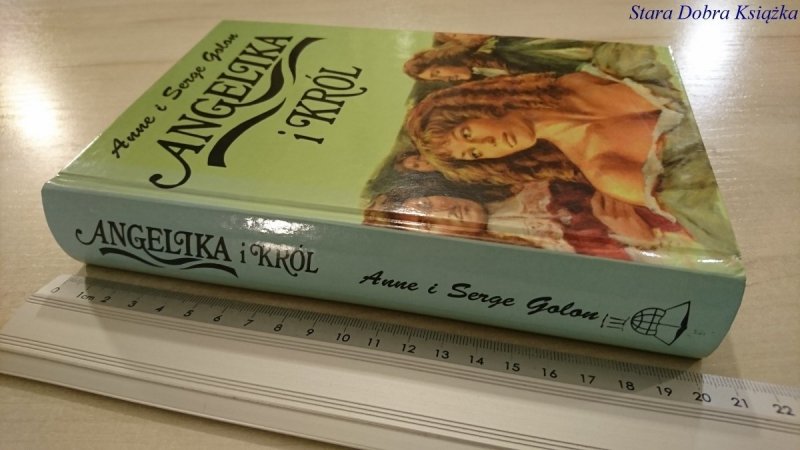 Stara Dobra Książka
Anne i Serge Golon
ANGELIKA
i KRÓL
ANGELIKA i KRÓL
Anne i Serge Golon
0 1cm 2 3 4 5 6 7 8 9 10 11 12 13 14 15 16 17 18 19 20 21 22